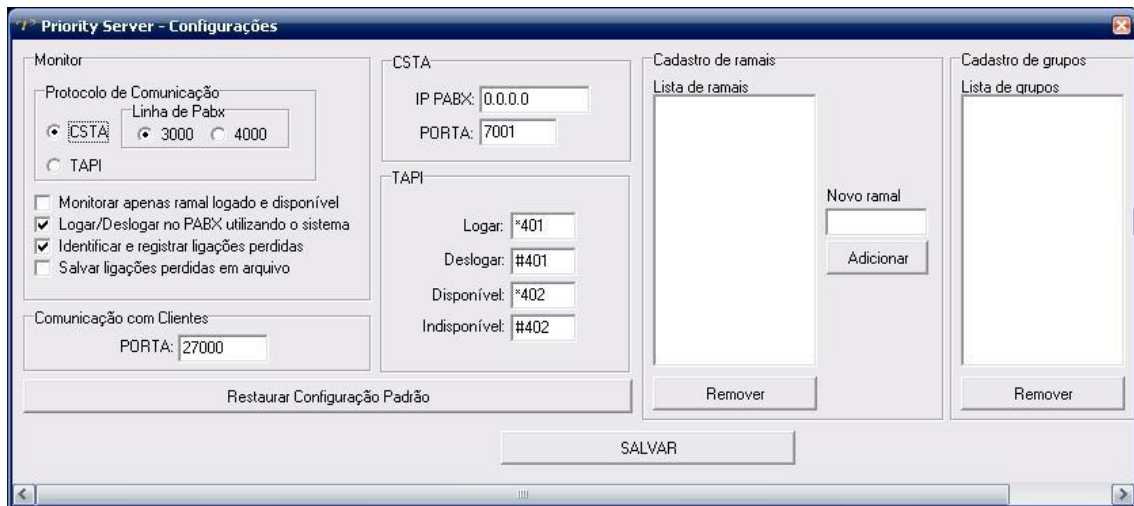 Priority Server - Configurações
Monitor
Protocolo de Comunicação
Linha de Pabx
CSTA
3000
4000
TAPI
Monitorar apenas ramal logado e disponível
Logar/Deslogar no PABX utilizando o sistema
Identificar e registrar ligações perdidas
Salvar ligações perdidas em arquivo
Comunicação com Clientes
PORTA: 27000
Restaurar Configuração Padrão
CSTA
IP PABX: 0.0.0.0
PORTA: 7001
TAPI
Logar: *401
Deslogar: #401
Disponível: *402
Indisponível: #402
Cadastro de ramais
Lista de ramais
Novo ramal
Adicionar
Remover
Cadastro de grupos
Lista de grupos
Remover
SALVAR